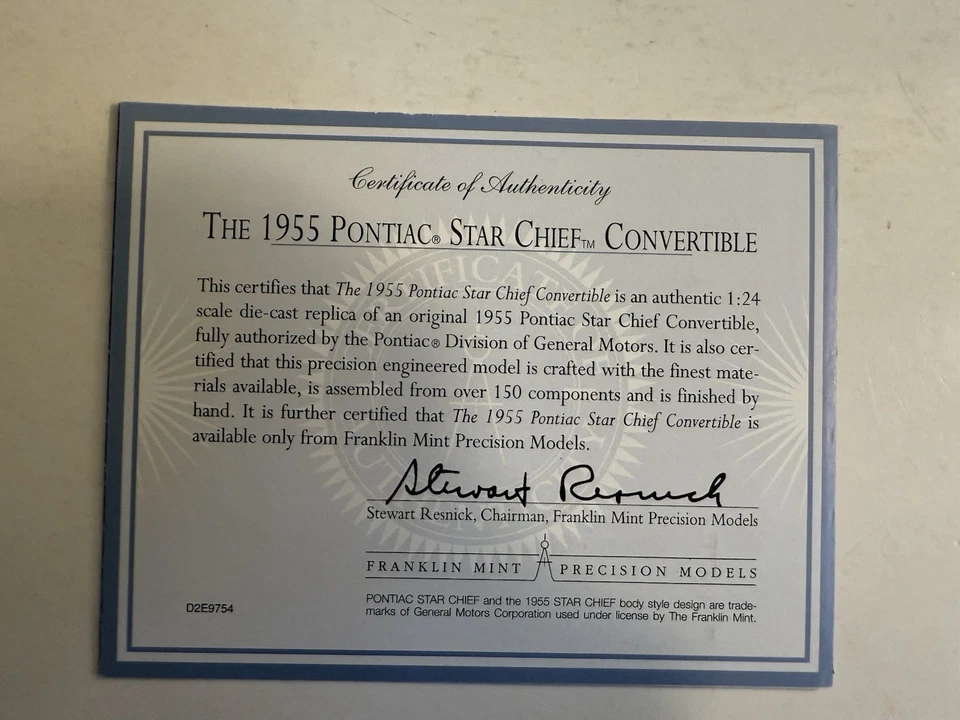 Certificate of Authenticity
THE 1955 PONTIAC® STAR CHIEF™ CONVERTIBLE
This certifies that The 1955 Pontiac Star Chief Convertible is an authentic 1:24
scale die-cast replica of an original 1955 Pontiac Star Chief Convertible,
fully authorized by the Pontiac® Division of General Motors. It is also cer-
tified that this precision engineered model is crafted with the finest mate-
rials available, is assembled from over 150 components and is finished by
hand. It is further certified that The 1955 Pontiac Star Chief Convertible is
available only from Franklin Mint Precision Models.
Stewart Resnick
Stewart Resnick, Chairman, Franklin Mint Precision Models
FRANKLIN MINT PRECISION MODELS
D2E9754
PONTIAC STAR CHIEF and the 1955 STAR CHIEF body style design are trade-
marks of General Motors Corporation used under license by The Franklin Mint.